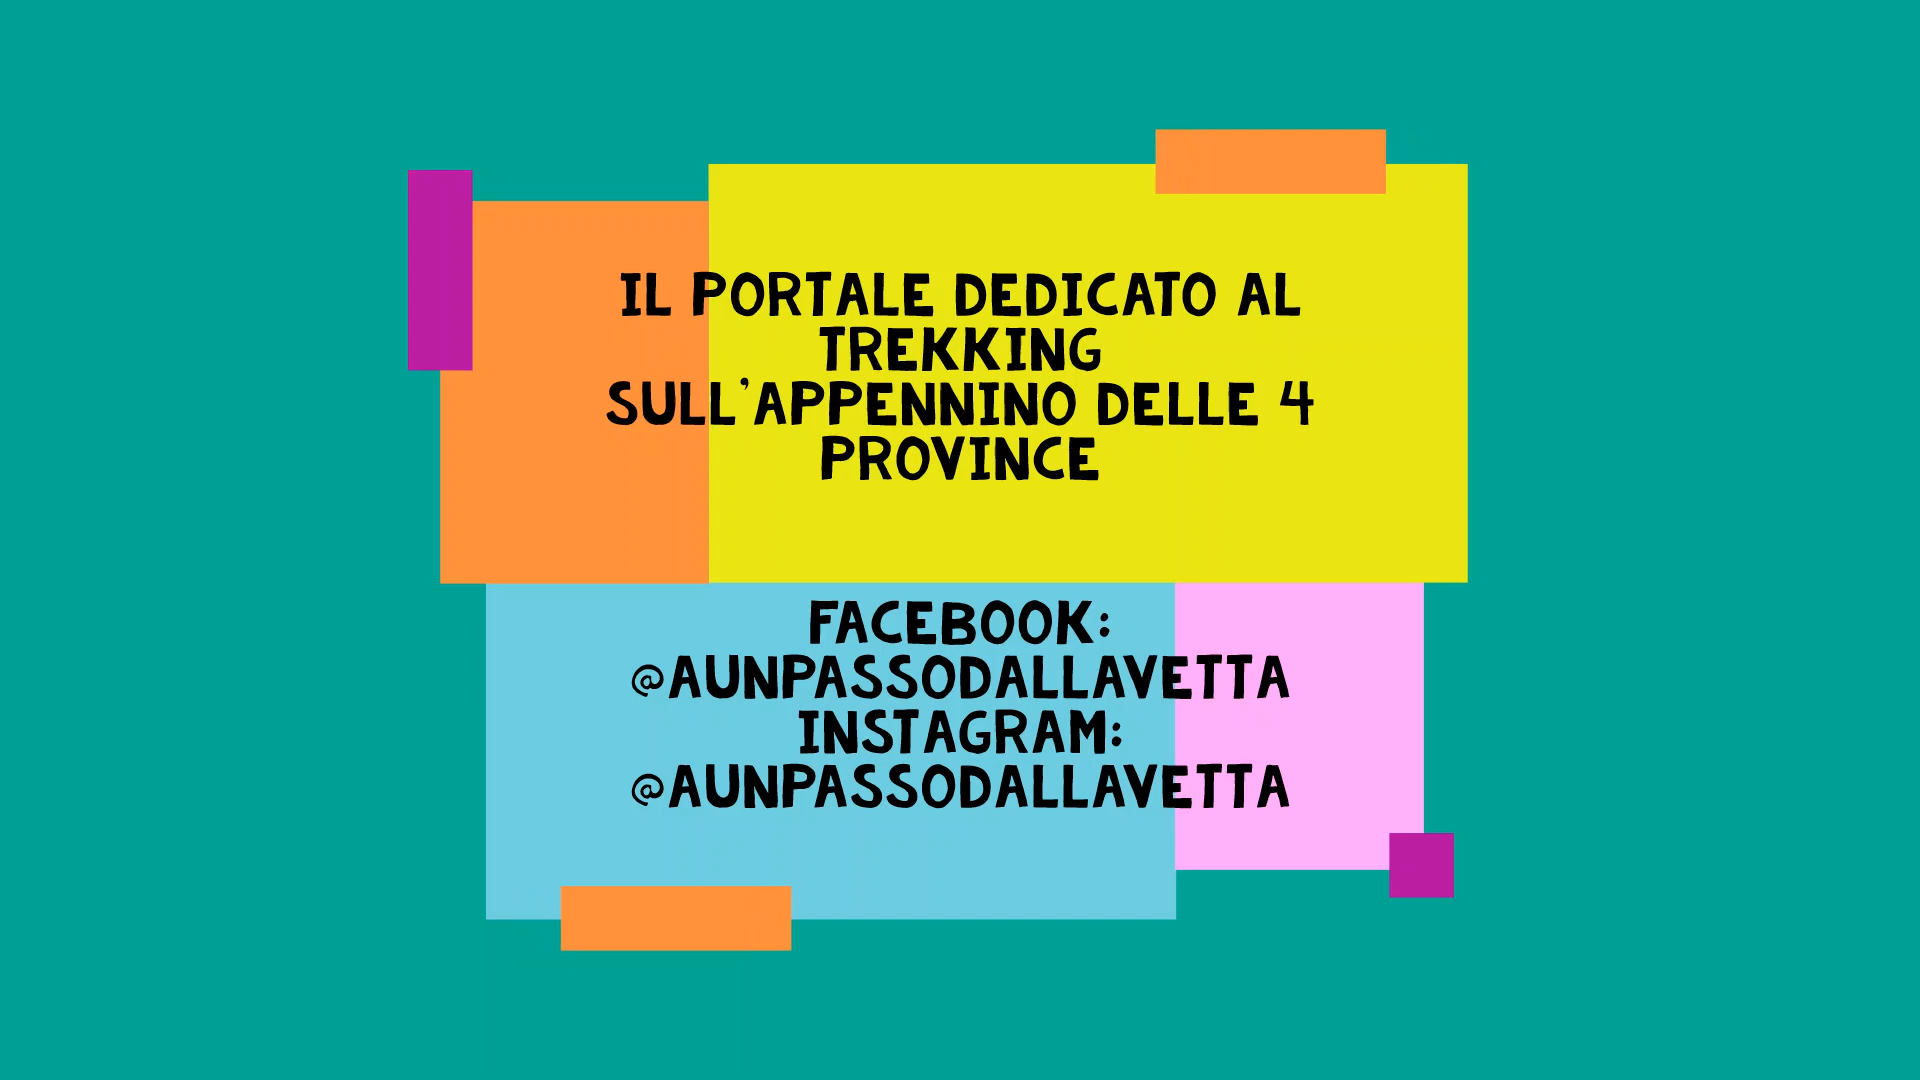 IL PORTALE DEDICATO AL
TREKKING
SULL'APPENNINO DELLE 4
PROVINCE
FACEBOOK:
@AUNPASSODALLAVETTA
INSTAGRAM:
@AUNPASSODALLAVETTA